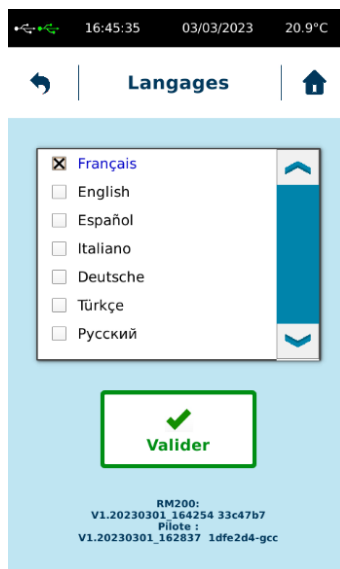 16:45:35 03/03/2023 20.9°C
Langages
Français
English
Español
Italiano
Deutsche
Türkçe
Русский
Valider
RM200:
V1.20230301_164254 33c47b7
Pilote :
V1.20230301_162837 1dfe2d4-gcc